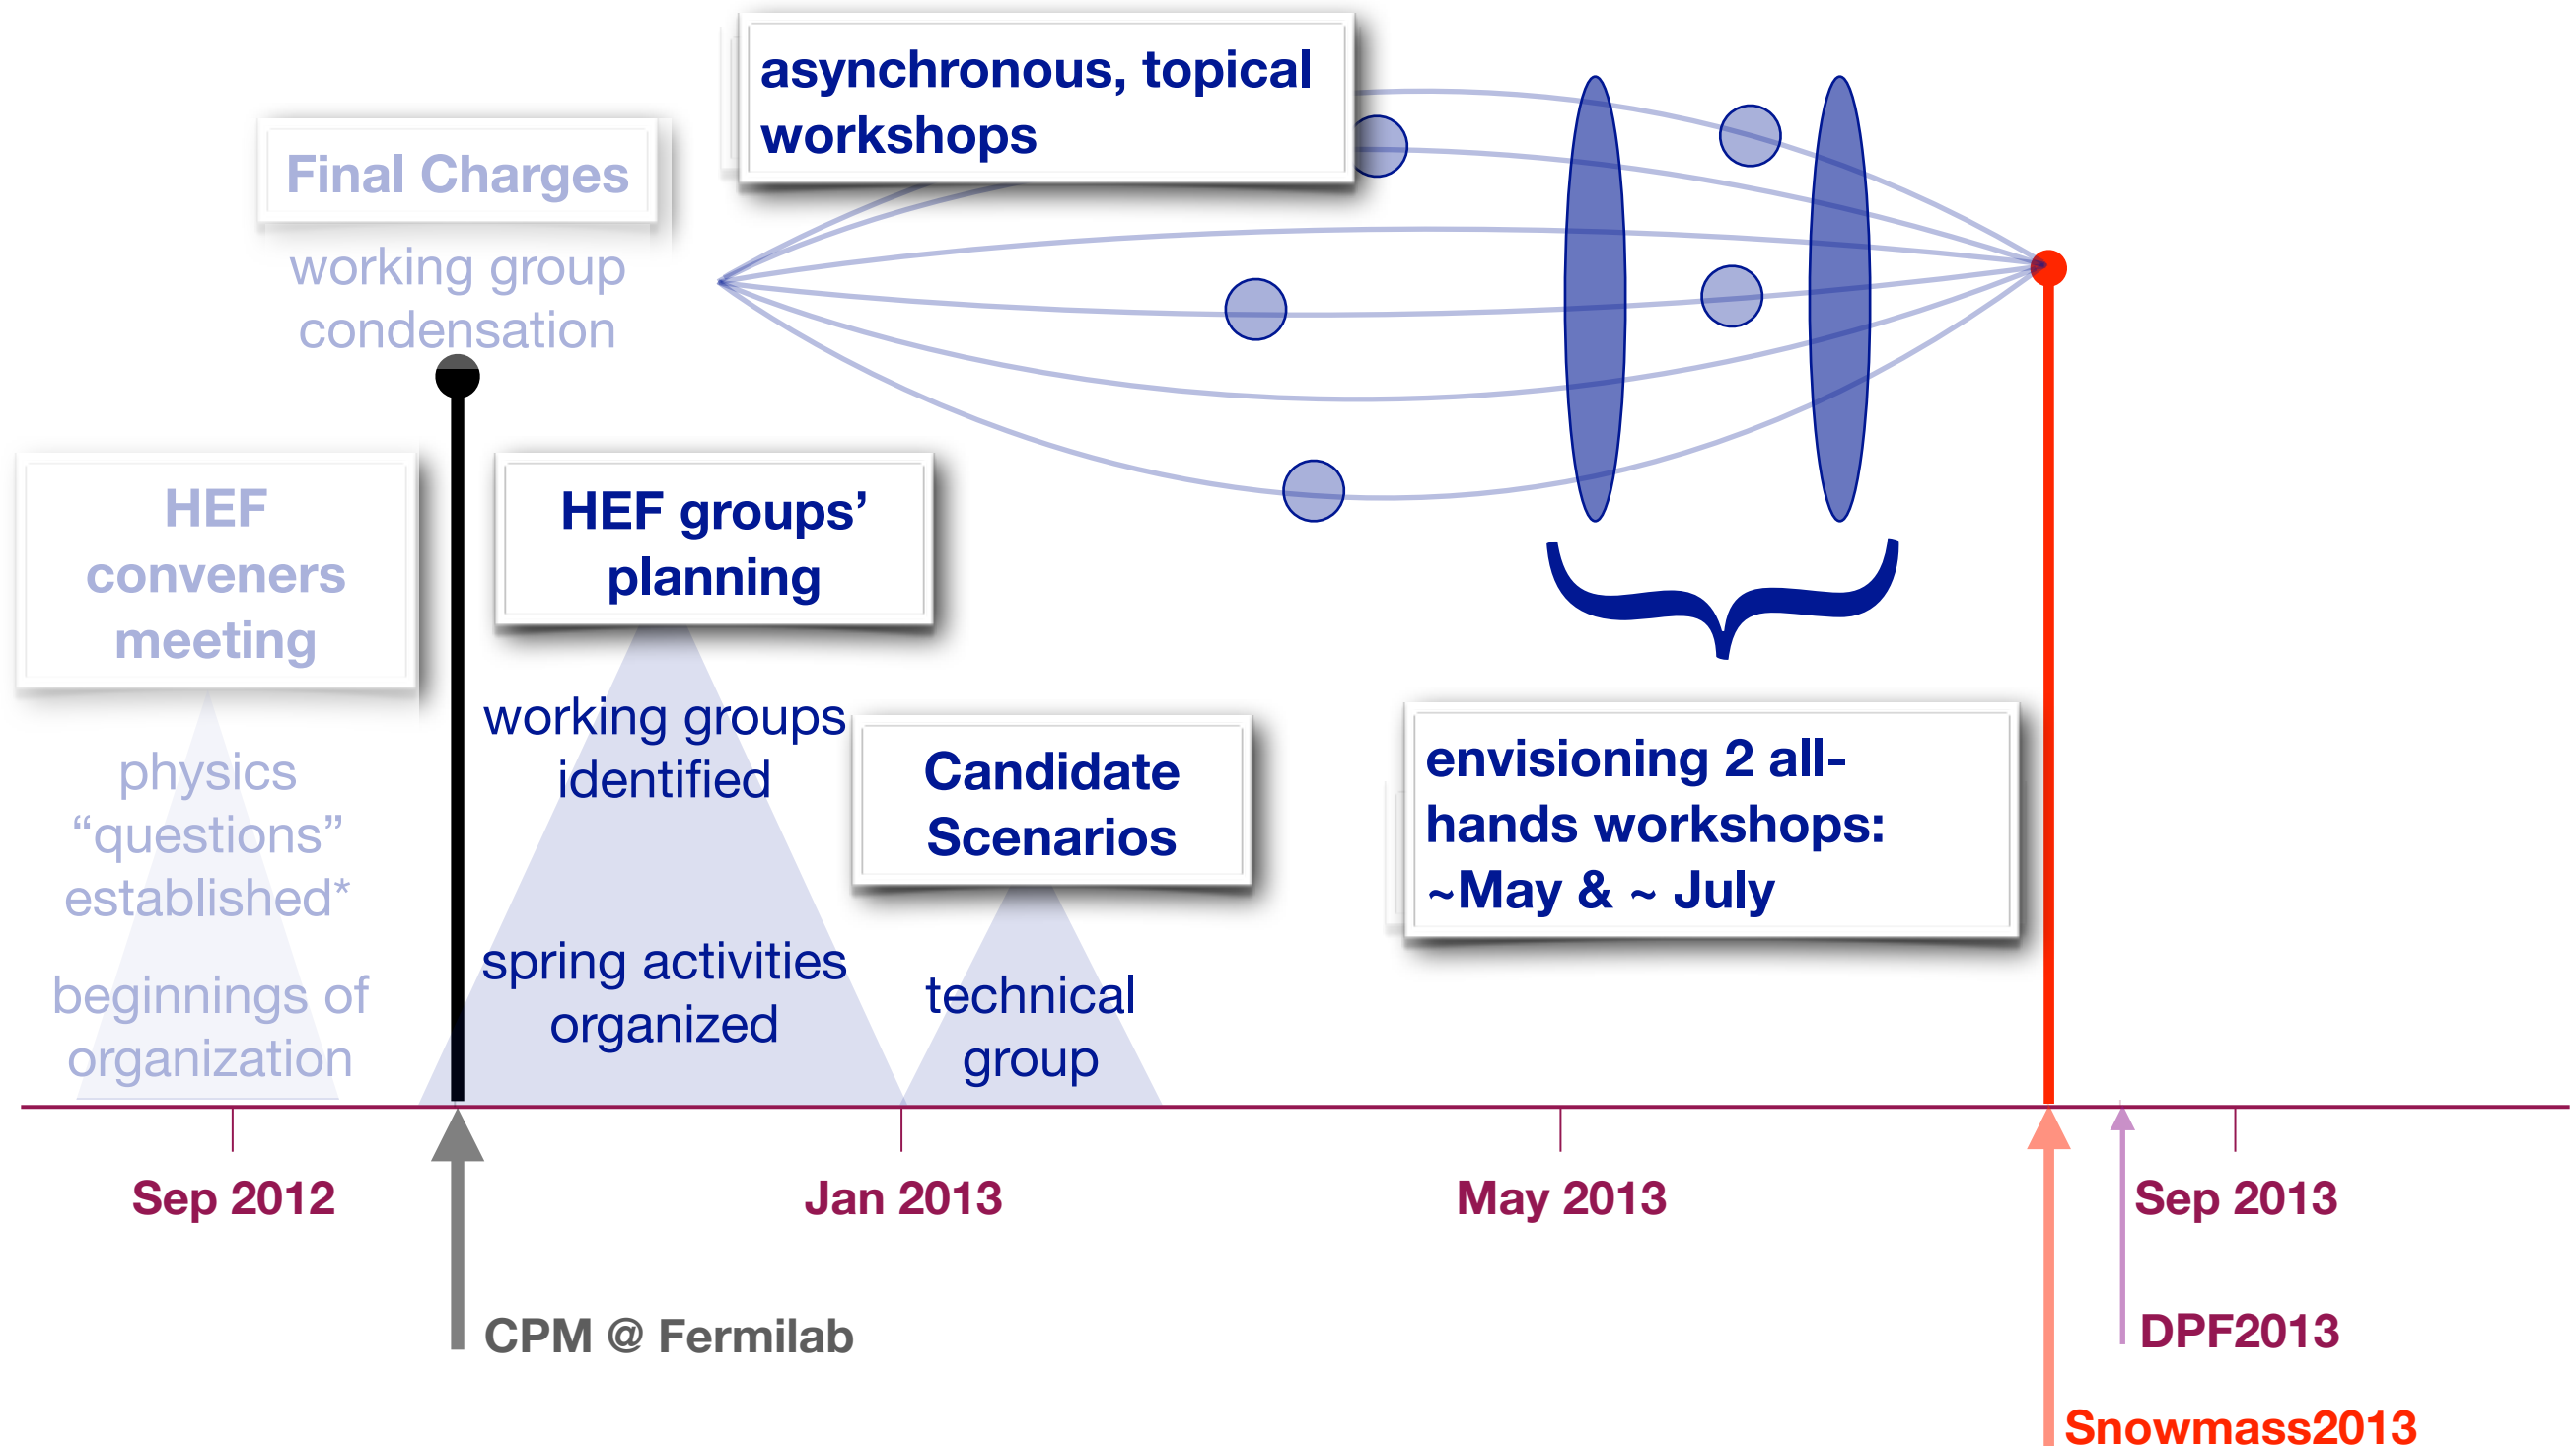 asynchronous, topical
workshops
Final Charges
working group
condensation
HEF
conveners
meeting
physics
“questions”
established*
beginnings of
organization
HEF groups’
planning
working groups
identified
spring activities
organized
Candidate
Scenarios
technical
group
envisioning 2 all-
hands workshops:
~May & ~ July
Sep 2012
Jan 2013
May 2013
Sep 2013
CPM @ Fermilab
DPF2013
Snowmass2013